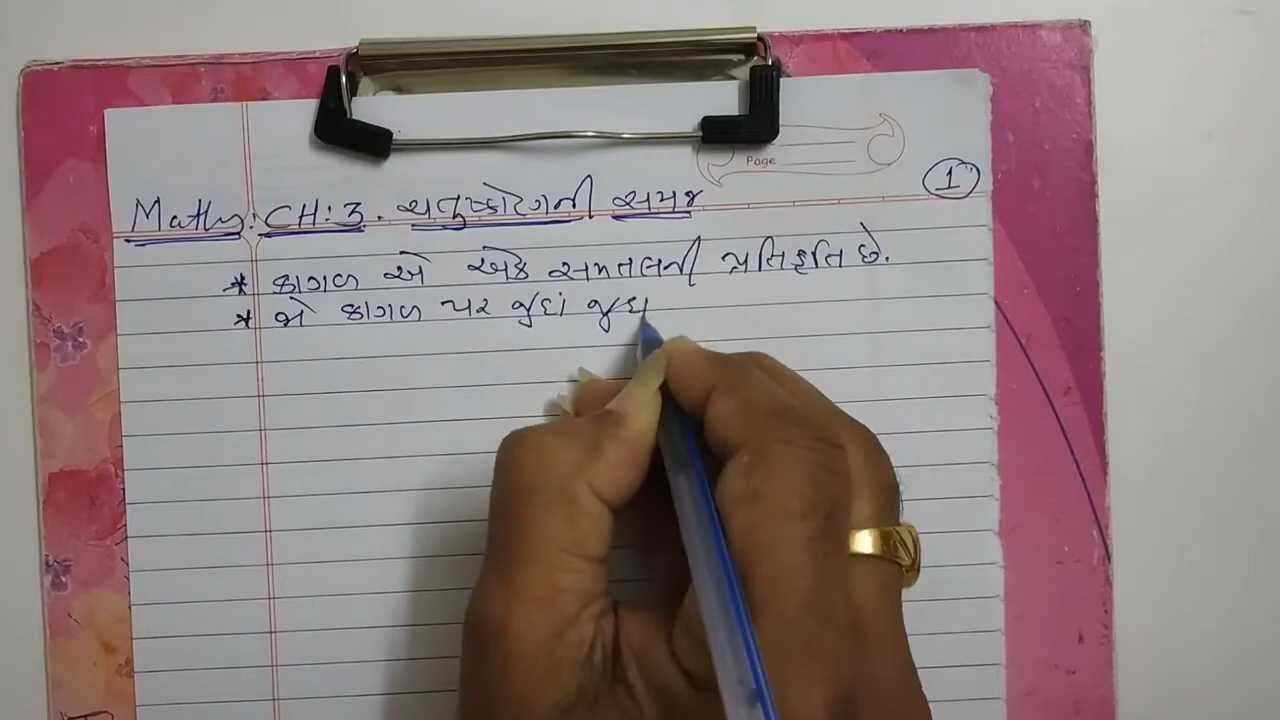 Page
1
Maths: CH:3. ચતુષ્કોણની સમજ
* કાગળ એ એક સમતલની પ્રતિકૃતિ છે.
* જો કાગળ પર જુદાં જુદા